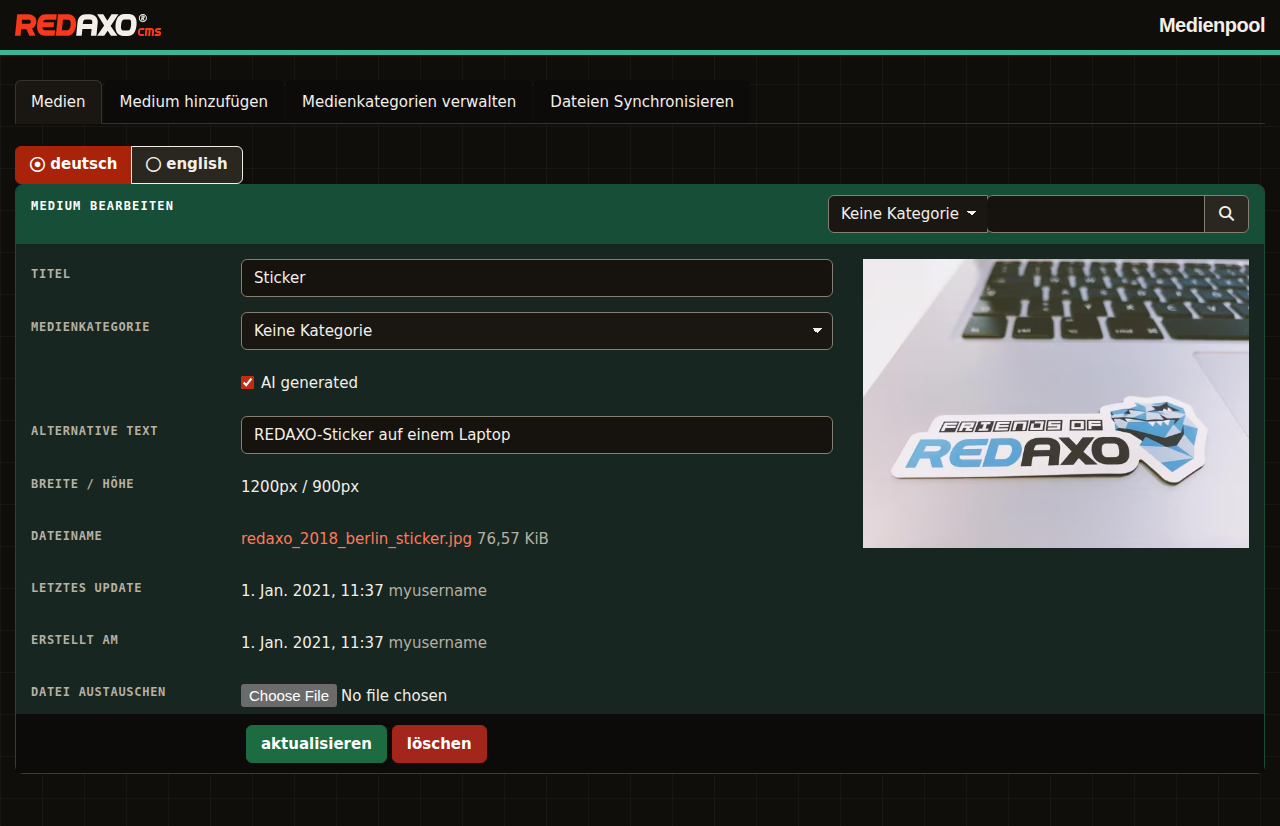 REDAXO® cms
Medienpool
Medien
Medium hinzufügen
Medienkategorien verwalten
Dateien Synchronisieren
deutsch
english
MEDIUM BEARBEITEN
Keine Kategorie
TITEL
Sticker
MEDIENKATEGORIE
Keine Kategorie
AI generated
ALTERNATIVE TEXT
REDAXO-Sticker auf einem Laptop
BREITE / HÖHE
1200px / 900px
DATEINAME
redaxo_2018_berlin_sticker.jpg 76,57 KiB
LETZTES UPDATE
1. Jan. 2021, 11:37 myusername
ERSTELLT AM
1. Jan. 2021, 11:37 myusername
DATEI AUSTAUSCHEN
Choose File No file chosen
aktualisieren
löschen
FRIENDS OF
REDAXO